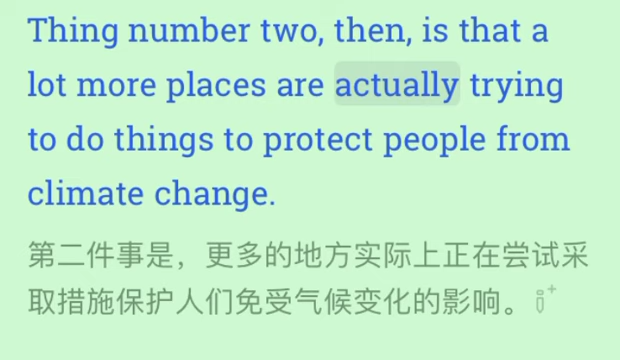 Thing number two, then, is that a
lot more places are actually trying
to do things to protect people from
climate change.
第二件事是，更多的地方实际上正在尝试采
取措施保护人们免受气候变化的影响。